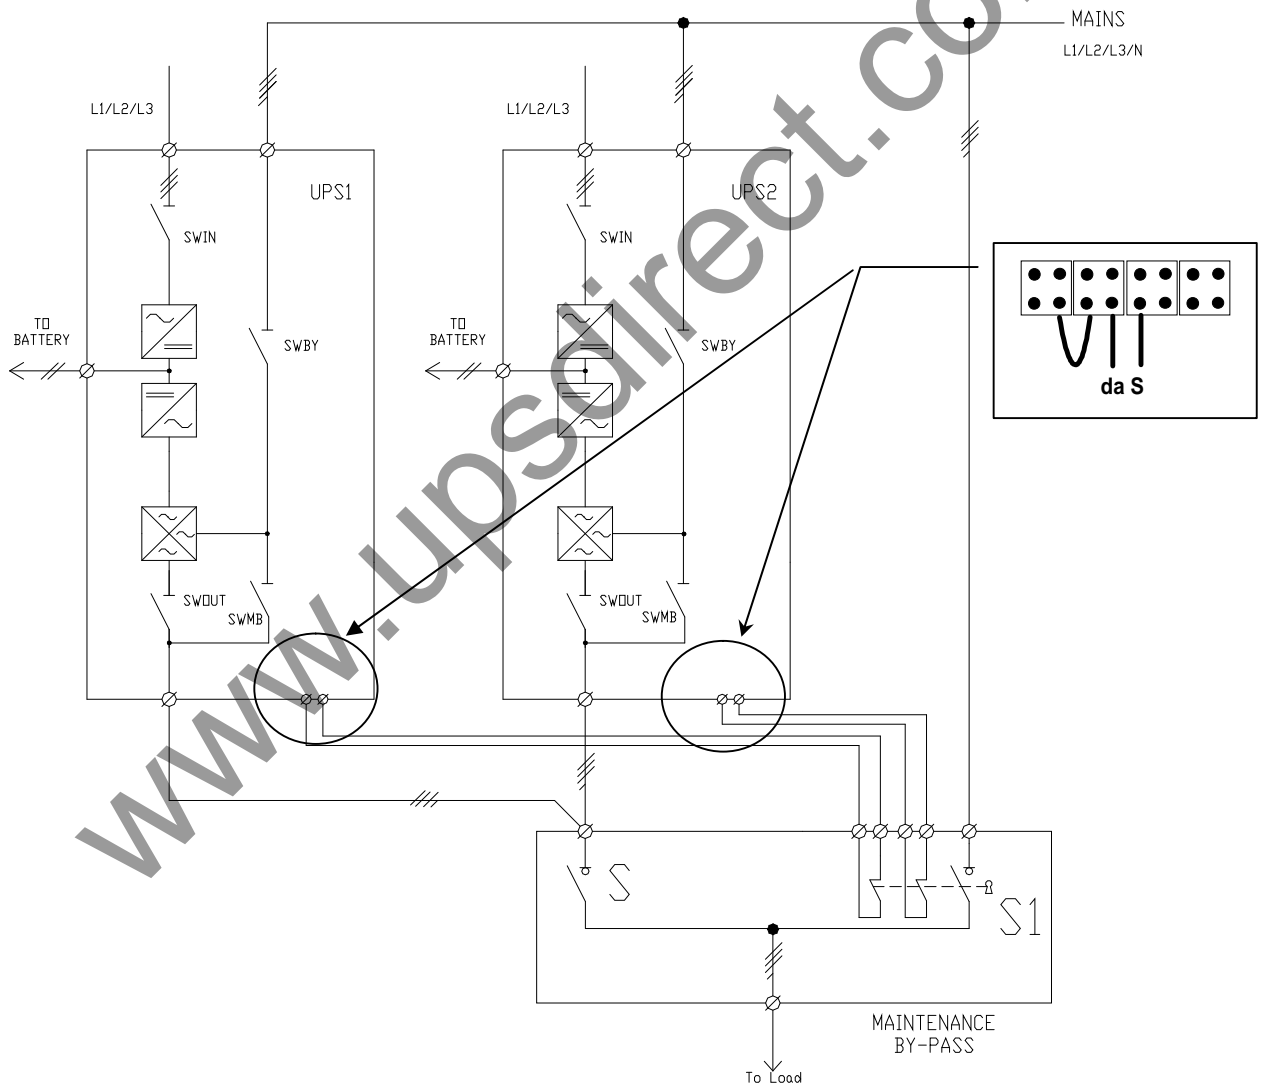 MAINS
L1/L2/L3/N
L1/L2/L3
L1/L2/L3
UPS1
UPS2
SWIN
SWIN
TO
BATTERY
TO
BATTERY
SWBY
SWBY
da S
SWOUT
SWMB
SWOUT
SWMB
S
S1
MAINTENANCE
BY-PASS
To Load
www.upsdirect.co